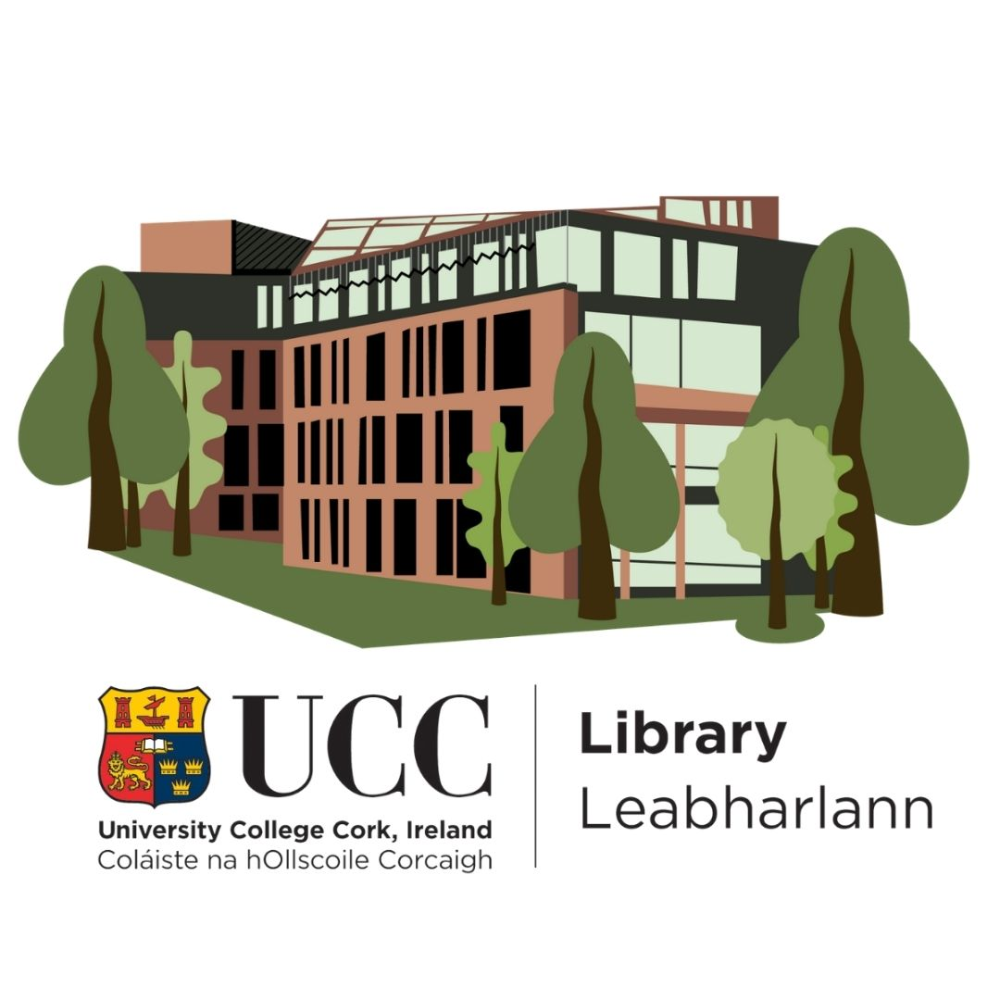 UCC
University College Cork, Ireland
Coláiste na hOllscoile Corcaigh
Library
Leabharlann